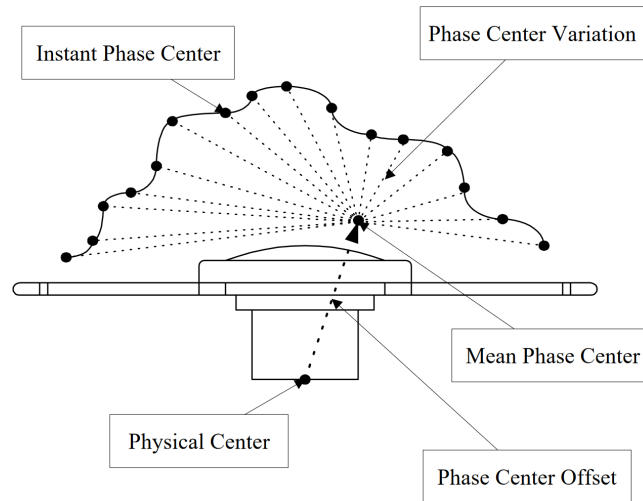 Instant Phase Center
Phase Center Variation
Mean Phase Center
Physical Center
Phase Center Offset